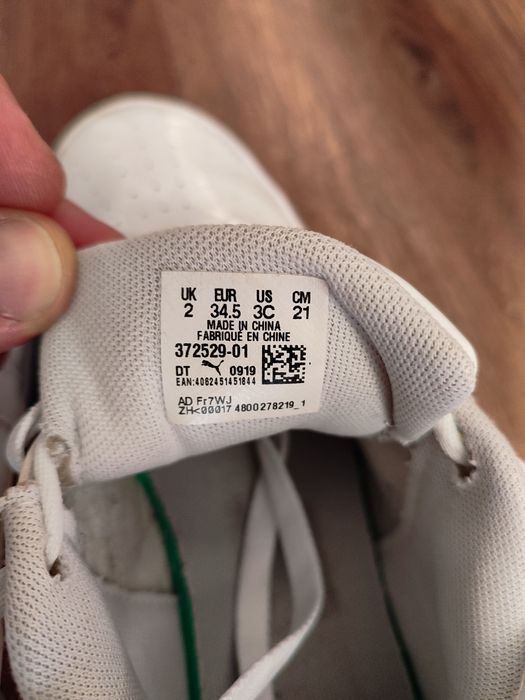 UK EUR US CM
2 34.5 3C 21
MADE IN CHINA
FABRIQUÉ EN CHINE
372529-01
DT 0919
EAN:4062451451844
AD Fr7WJ
ZH<00017 4800278219_1